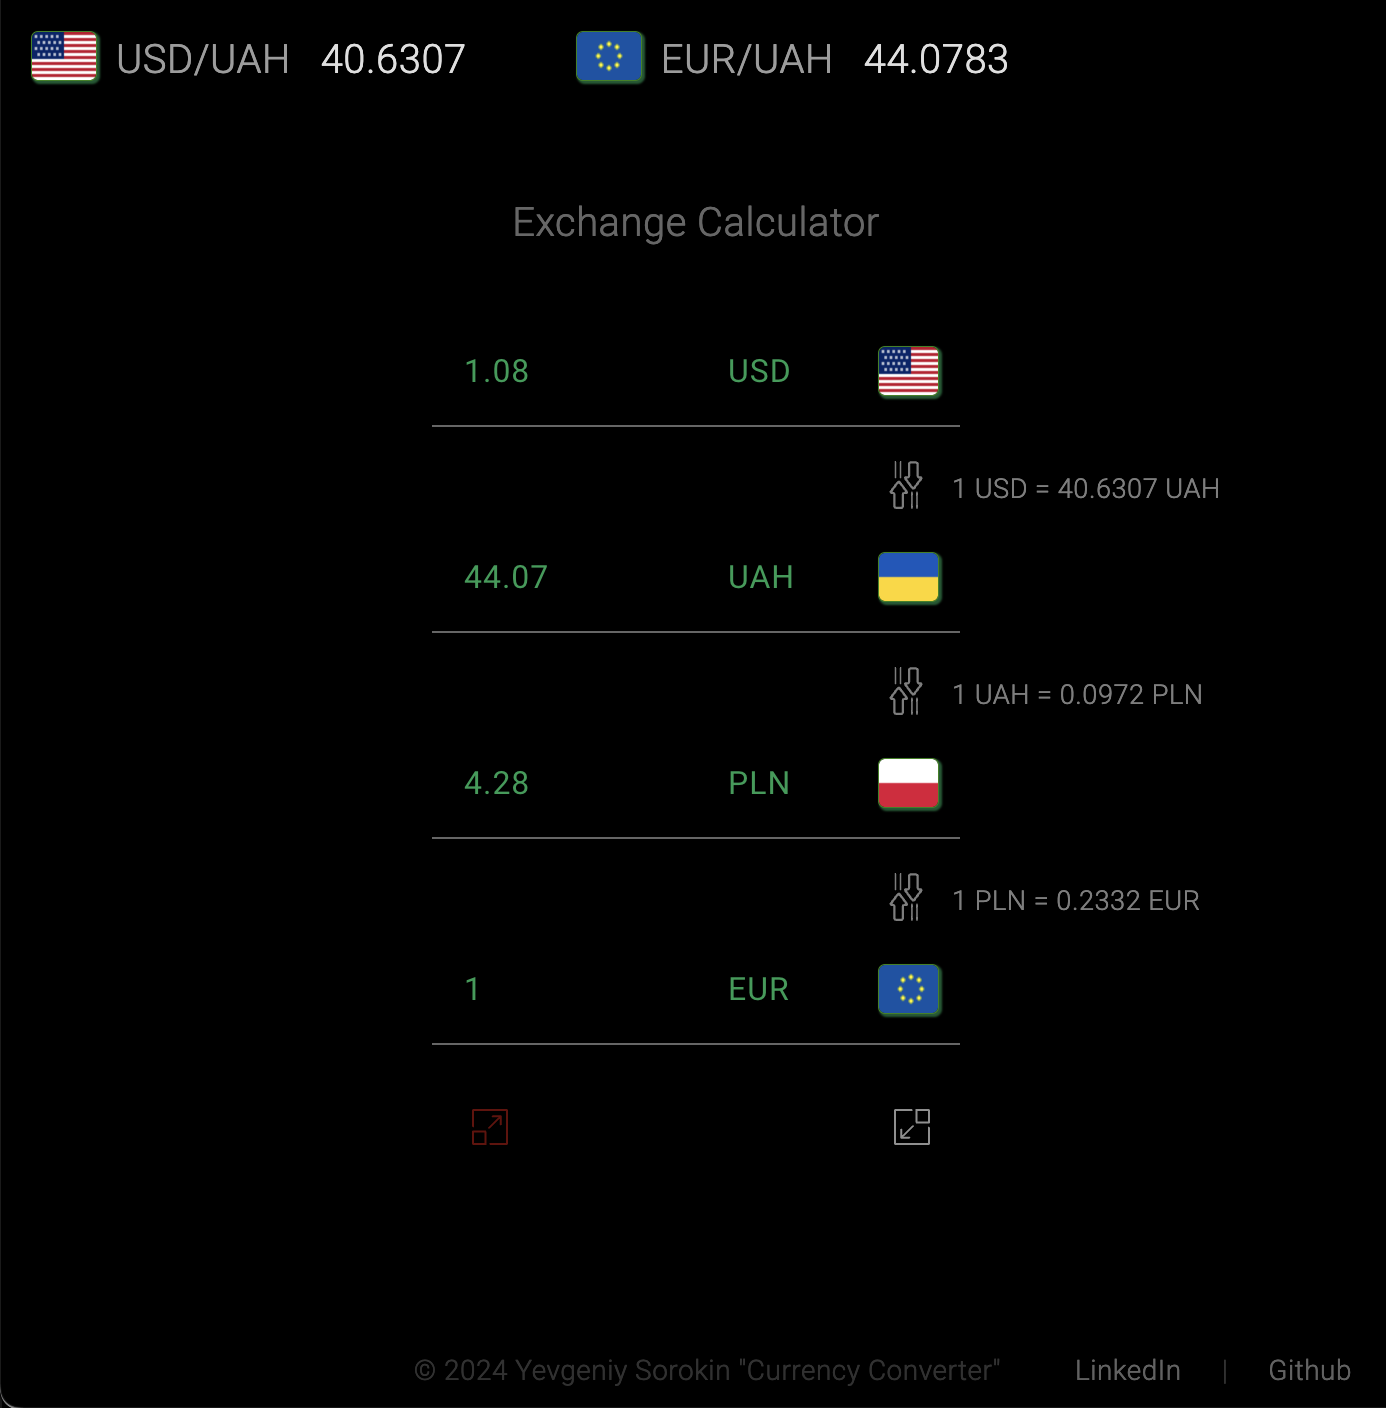 USD/UAH 40.6307 EUR/UAH 44.0783
Exchange Calculator
1.08 USD
1 USD = 40.6307 UAH
44.07 UAH
1 UAH = 0.0972 PLN
4.28 PLN
1 PLN = 0.2332 EUR
1 EUR
© 2024 Yevgeniy Sorokin "Currency Converter" LinkedIn | Github